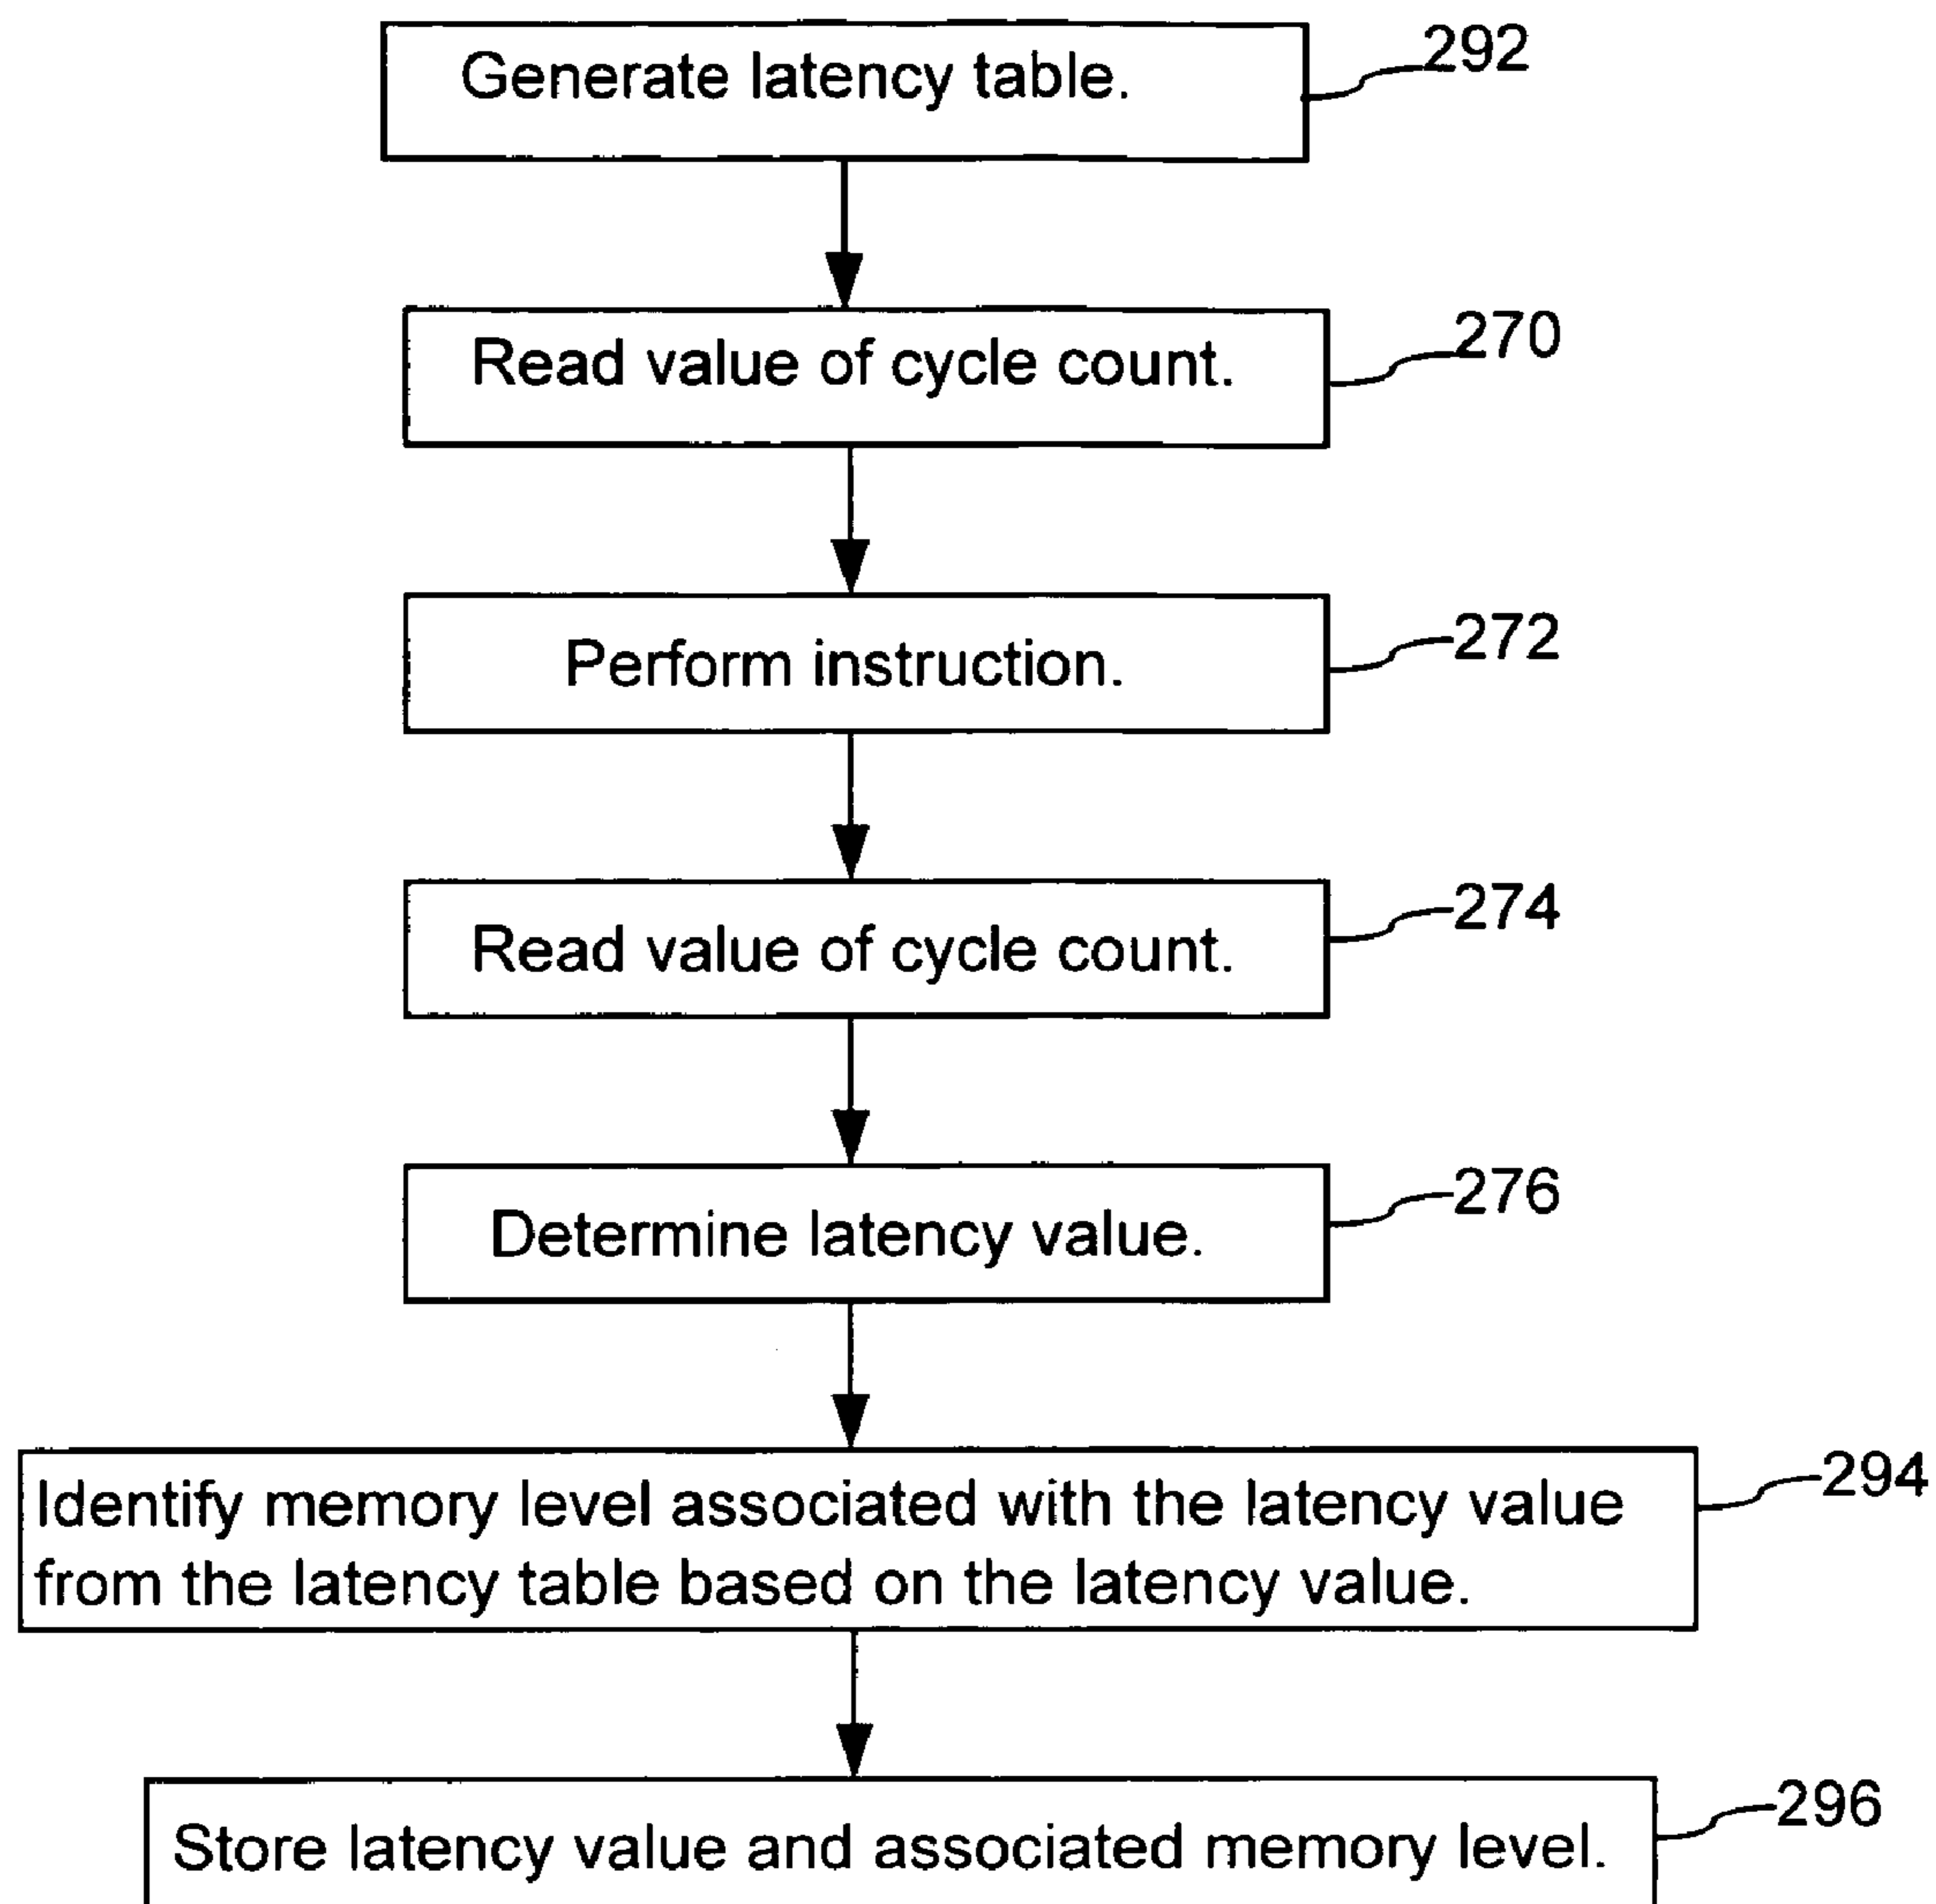 Generate latency table.
292
Read value of cycle count.
270
Perform instruction.
272
Read value of cycle count.
274
Determine latency value.
276
Identify memory level associated with the latency value
from the latency table based on the latency value.
294
Store latency value and associated memory level.
296